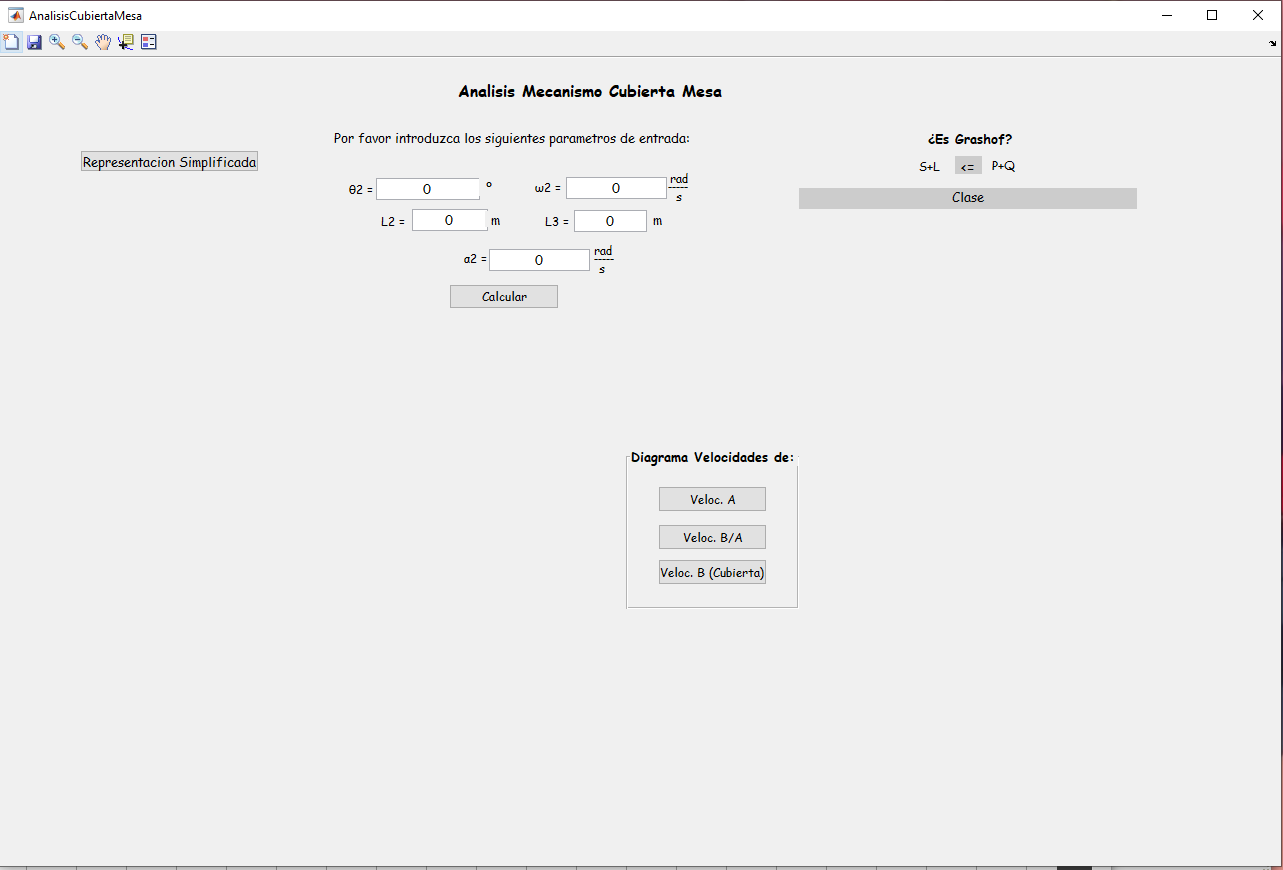 AnalisisCubiertaMesa
Analisis Mecanismo Cubierta Mesa
Por favor introduzca los siguientes parametros de entrada:
¿Es Grashof?
Representacion Simplificada
S+L <= P+Q
θ2 = 0 º ω2 = 0 rad
s
Clase
L2 = 0 m L3 = 0 m
α2 = 0 rad
s
Calcular
Diagrama Velocidades de:
Veloc. A
Veloc. B/A
Veloc. B (Cubierta)